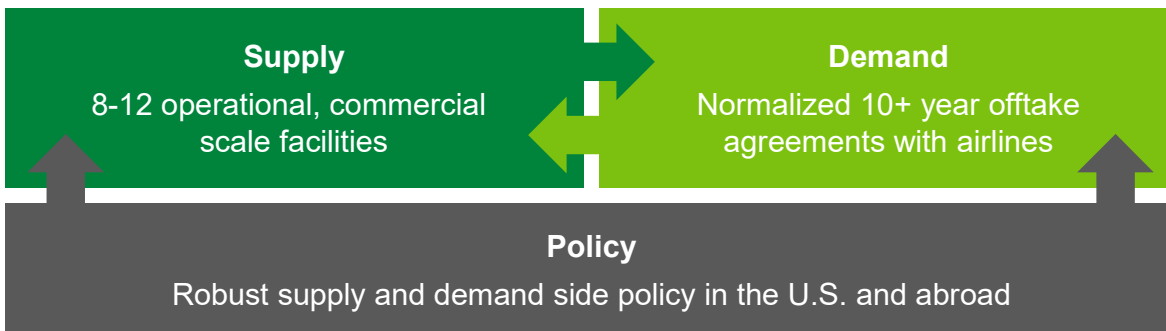 Supply
8-12 operational, commercial
scale facilities
Demand
Normalized 10+ year offtake
agreements with airlines
Policy
Robust supply and demand side policy in the U.S. and abroad